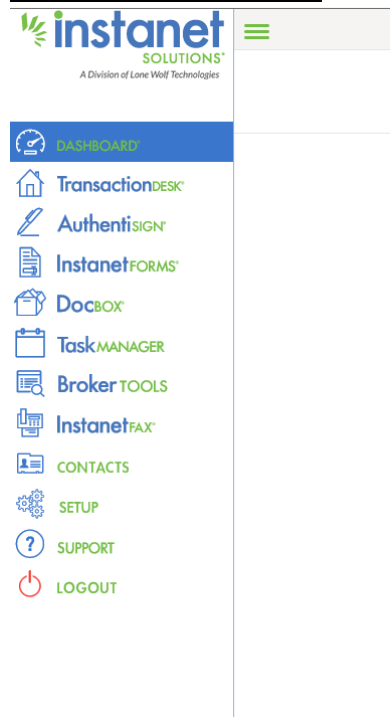 instanet
SOLUTIONS®
A Division of Lone Wolf Technologies
DASHBOARD®
TransactionDESK®
AuthentiSIGN®
InstanetFORMS®
DocBOX®
TaskMANAGER
Broker TOOLS
InstanetFAX®
CONTACTS
SETUP
? SUPPORT
LOGOUT